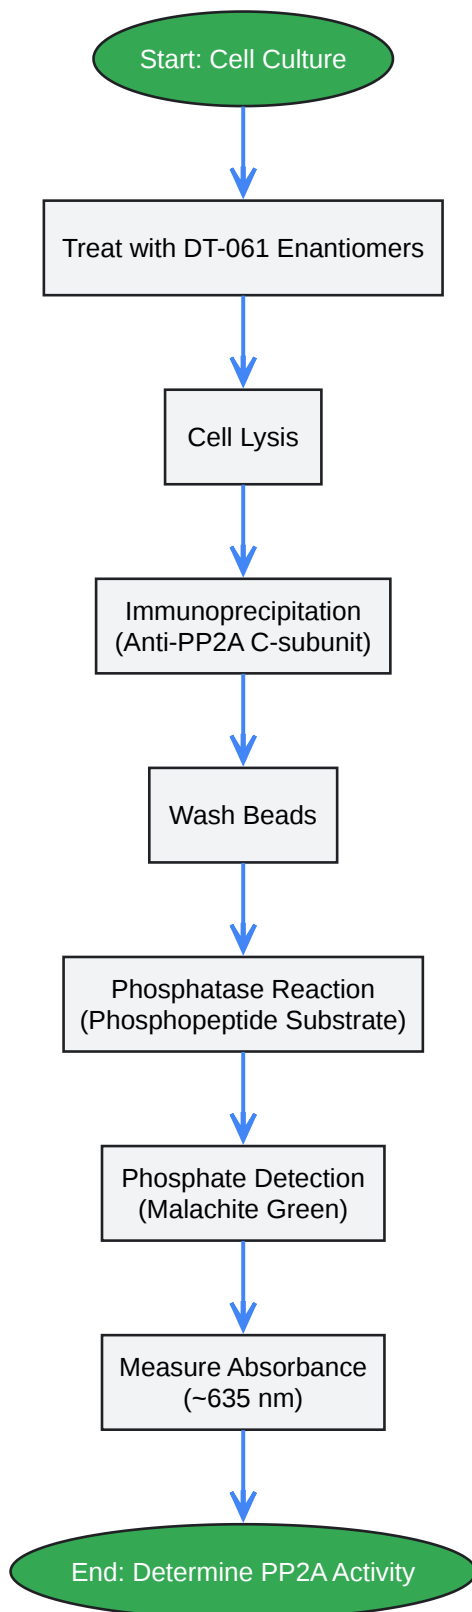 Start: Cell Culture
Treat with DT-061 Enantiomers
Cell Lysis
Immunoprecipitation
(Anti-PP2A C-subunit)
Wash Beads
Phosphatase Reaction
(Phosphopeptide Substrate)
Phosphate Detection
(Malachite Green)
Measure Absorbance
(~635 nm)
End: Determine PP2A Activity